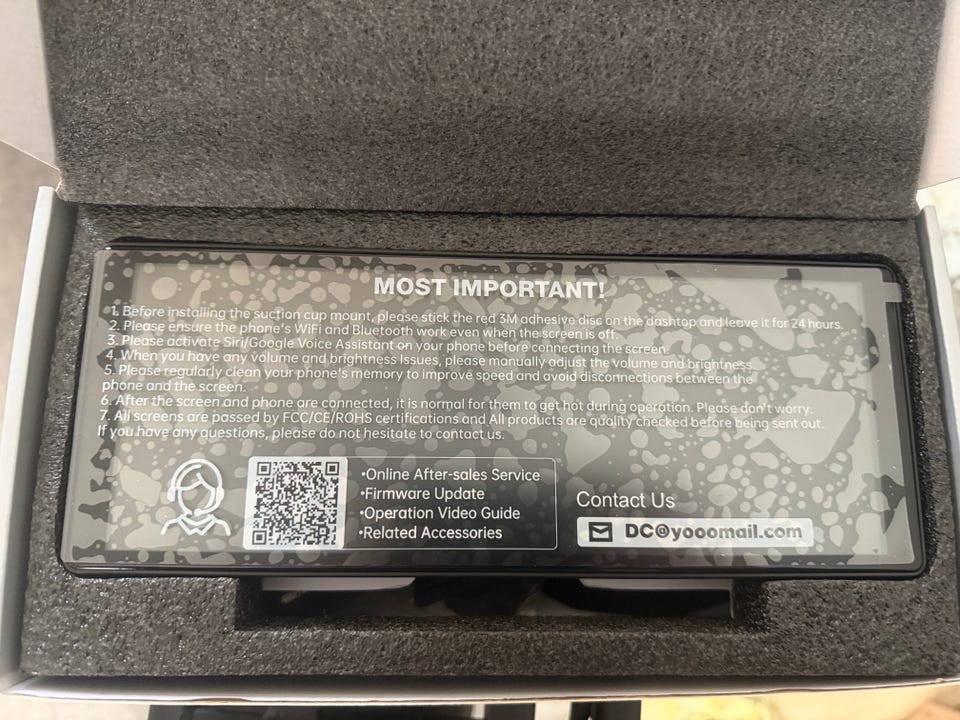 MOST IMPORTANT!
1. Before installing the suction cup mount, please stick the red 3M adhesive disc on the dashtop and leave it for 24 hours.
2. Please ensure the phone's WiFi and Bluetooth work even when the screen is off.
3. Please activate Siri/Google Voice Assistant on your phone before connecting the screen.
4. When you have any volume and brightness Issues, please manually adjust the volume and brightness.
5. Please regularly clean your phone's memory to improve speed and avoid disconnections between the
phone and the screen.
6. After the screen and phone are connected, it is normal for them to get hot during operation. Please don't worry.
7. All screens are passed by FCC/CE/ROHS certifications and All products are quality checked before being sent out.
If you have any questions, please do not hesitate to contact us.
•Online After-sales Service
•Firmware Update
•Operation Video Guide
•Related Accessories
Contact Us
DC@yooomail.com